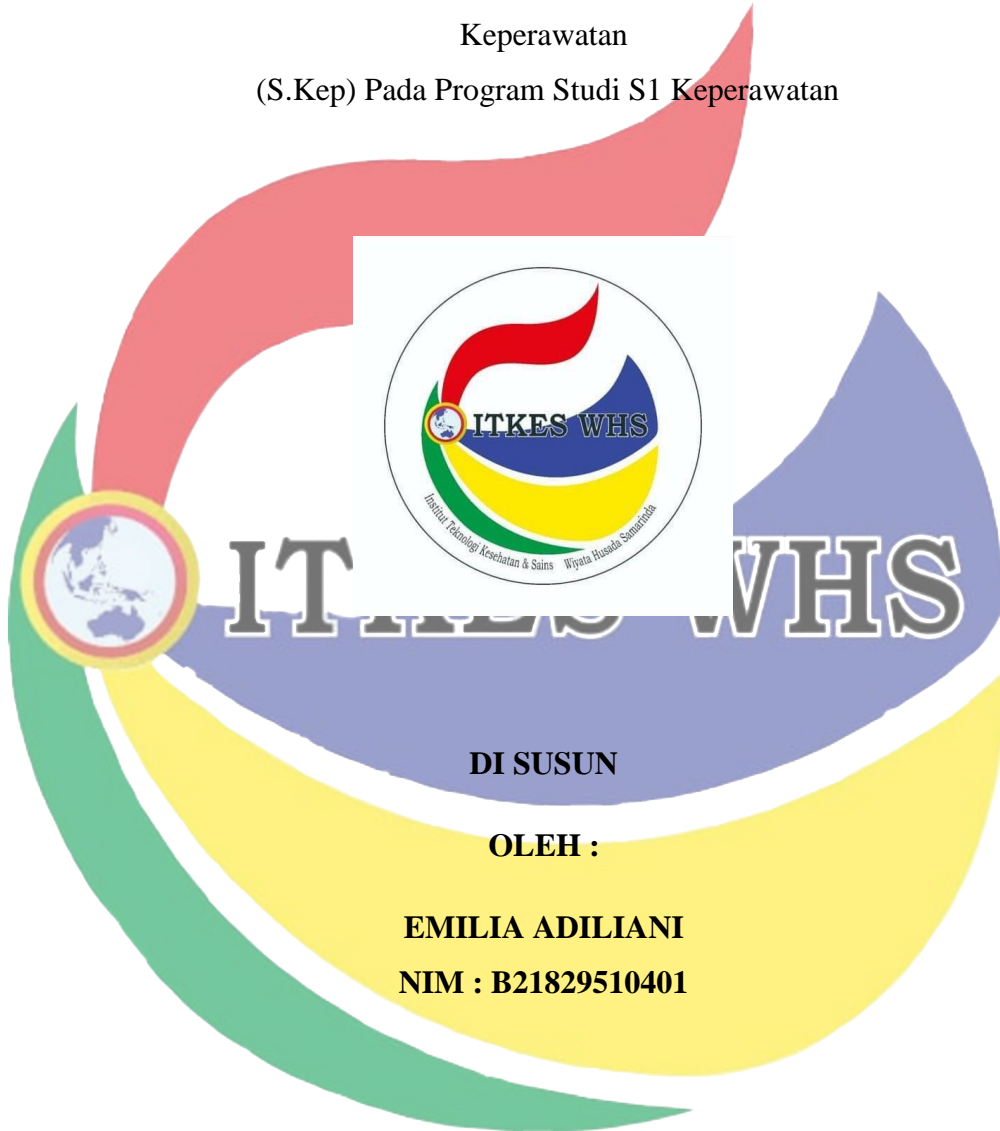 Keperawatan
(S.Kep) Pada Program Studi S1 Keperawatan
ITKES WHS
Institut Teknologi Kesehatan & Sains Wiyata Husada Samarinda
ITKES WHS
DI SUSUN
OLEH :
EMILIA ADILIANI
NIM : B21829510401